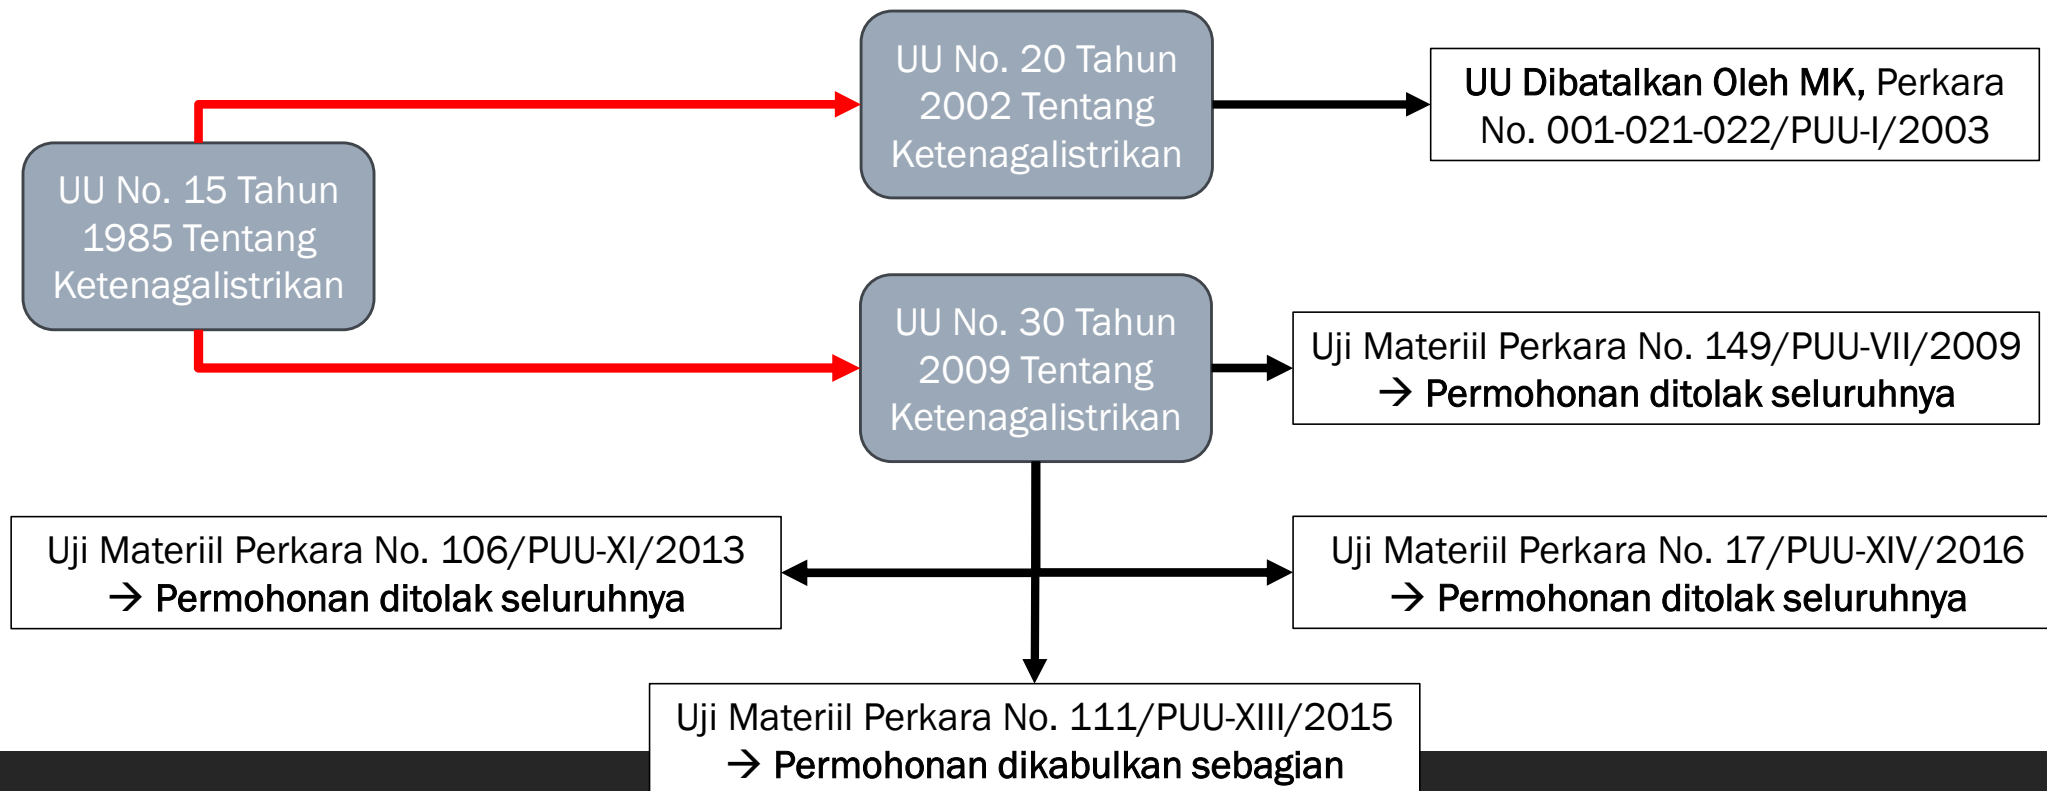 UU No. 20 Tahun
2002 Tentang
Ketenagalistrikan
UU Dibatalkan Oleh MK, Perkara
No. 001-021-022/PUU-I/2003
UU No. 15 Tahun
1985 Tentang
Ketenagalistrikan
UU No. 30 Tahun
2009 Tentang
Ketenagalistrikan
Uji Materiil Perkara No. 149/PUU-VII/2009
→ Permohonan ditolak seluruhnya
Uji Materiil Perkara No. 106/PUU-XI/2013
→ Permohonan ditolak seluruhnya
Uji Materiil Perkara No. 17/PUU-XIV/2016
→ Permohonan ditolak seluruhnya
Uji Materiil Perkara No. 111/PUU-XIII/2015
→ Permohonan dikabulkan sebagian